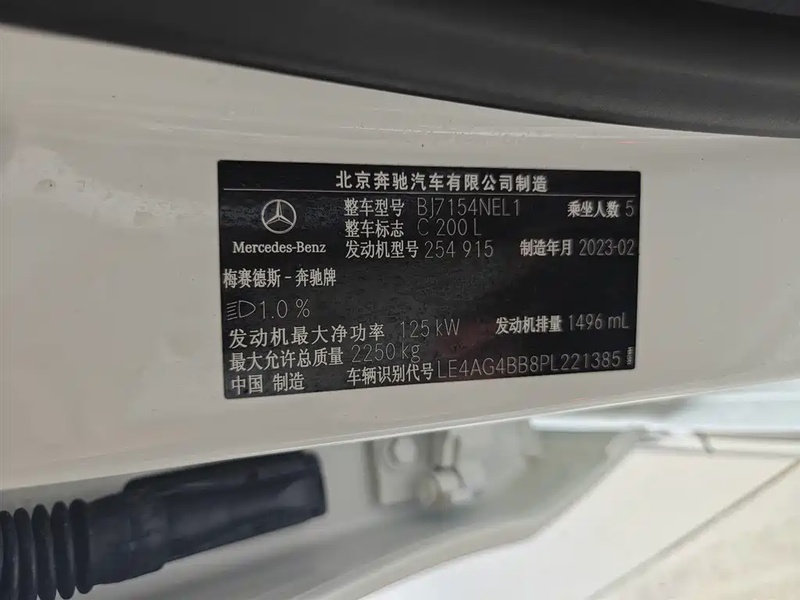 北京奔驰汽车有限公司制造
整车型号 BJ7154NEL1 乘坐人数 5
整车标志 C 200 L
Mercedes-Benz 发动机型号 254 915 制造年月 2023-02
梅赛德斯-奔驰牌
1.0 %
发动机最大净功率 125 kW 发动机排量 1496 mL
最大允许总质量 2250 kg
中国 制造 车辆识别代号 LE4AG4BB8PL221385